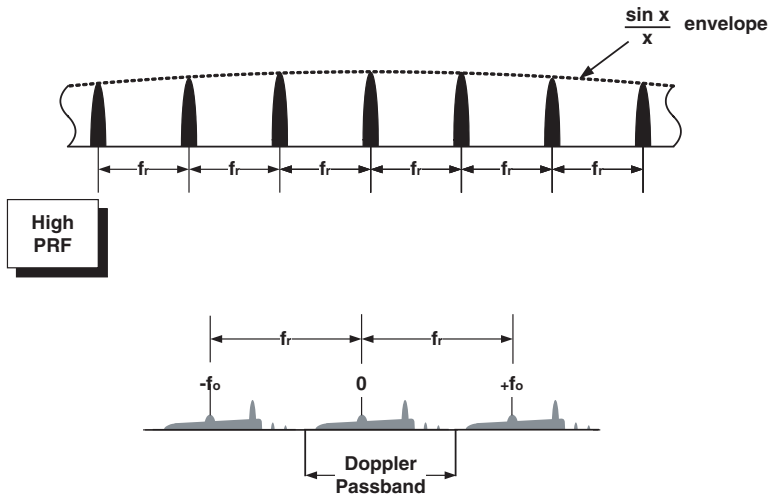 sin x
x
envelope
fr fr fr fr fr fr
High
PRF
fr fr
-fo 0 +fo
Doppler
Passband